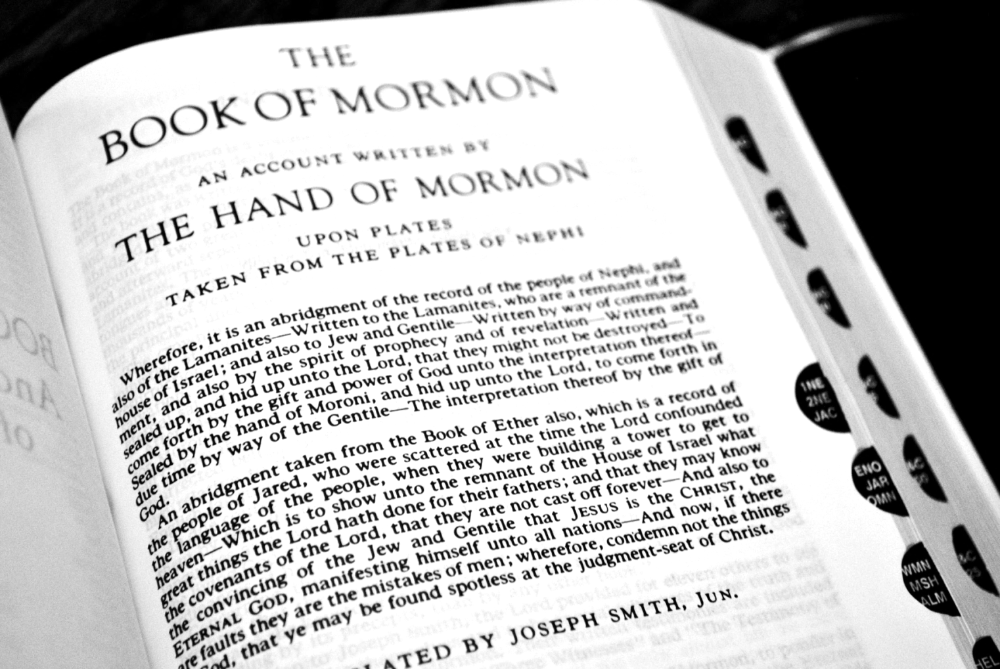 THE
BOOK OF MORMON
AN ACCOUNT WRITTEN BY
THE HAND OF MORMON
UPON PLATES
TAKEN FROM THE PLATES OF NEPHI
Wherefore, it is an abridgment of the record of the people of Nephi, and
also of the Lamanites—Written to the Lamanites, who are a remnant of the
house of Israel; and also to Jew and Gentile—Written by way of command-
ment, and also by the spirit of prophecy and of revelation—Written and
sealed up, and hid up unto the Lord, that they might not be destroyed—To
come forth by the gift and power of God unto the interpretation thereof—
Sealed by the hand of Moroni, and hid up unto the Lord, to come forth in
due time by way of the Gentile—The interpretation thereof by the gift of
God.
An abridgment taken from the Book of Ether also, which is a record of
the people of Jared, who were scattered at the time the Lord confounded
the language of the people, when they were building a tower to get to
heaven—Which is to show unto the remnant of the House of Israel what
great things the Lord hath done for their fathers; and that they may know
the covenants of the Lord, that they are not cast off forever—And also to
the convincing of the Jew and Gentile that JESUS is the CHRIST, the
ETERNAL GOD, manifesting himself unto all nations—And now, if there
are faults they are the mistakes of men; wherefore, condemn not the things
God, that ye may be found spotless at the judgment-seat of Christ.
LATED BY JOSEPH SMITH, JUN.
1NE
2NE
JAC
ENO
JAR
OMN
WMN
MSH
ALM
HEL